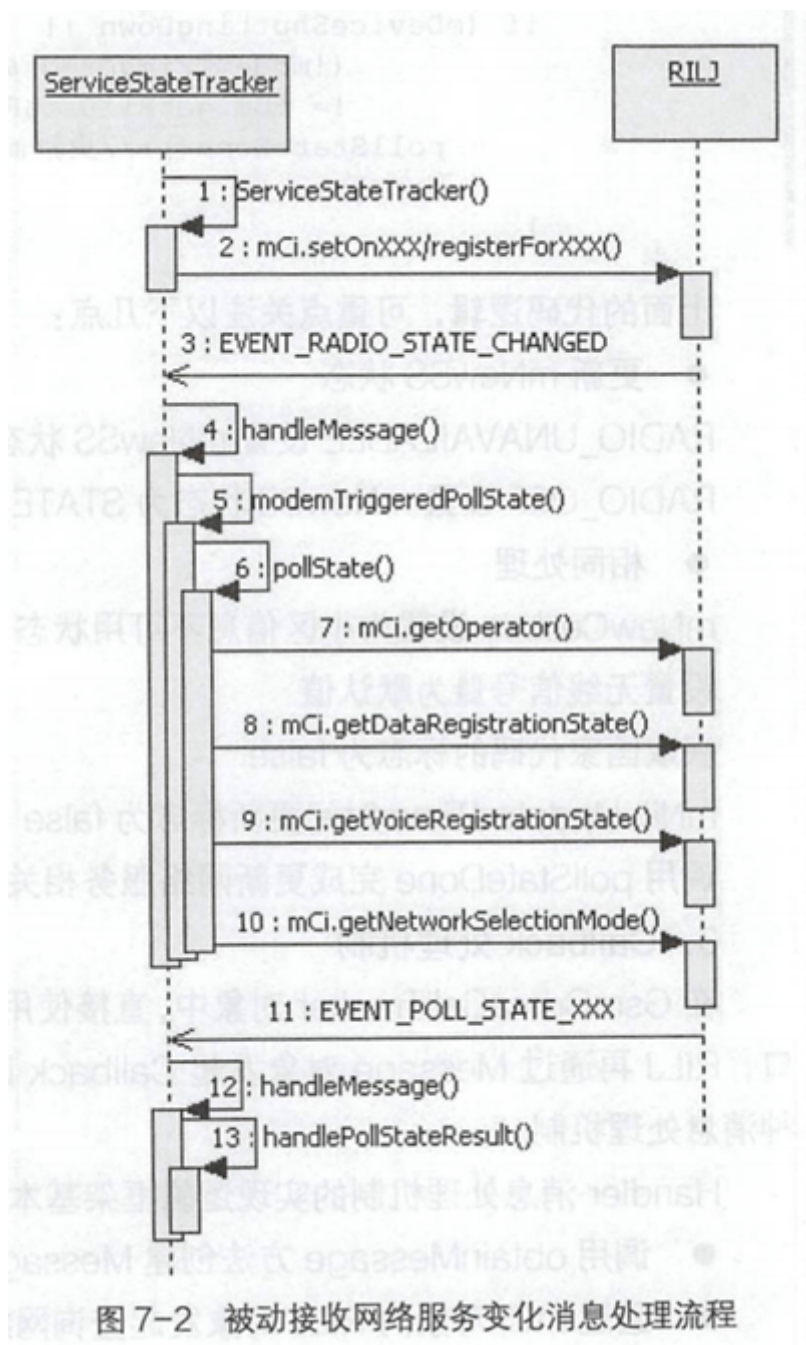 ServiceStateTracker
RILJ
1 : ServiceStateTracker()
2 : mCi.setOnXXX/registerForXXX()
3 : EVENT_RADIO_STATE_CHANGED
4 : handleMessage()
5 : modemTriggeredPollState()
6 : pollState()
7 : mCi.getOperator()
8 : mCi.getDataRegistrationState()
9 : mCi.getVoiceRegistrationState()
10 : mCi.getNetworkSelectionMode()
11 : EVENT_POLL_STATE_XXX
12 : handleMessage()
13 : handlePollStateResult()
图 7-2 被动接收网络服务变化消息处理流程